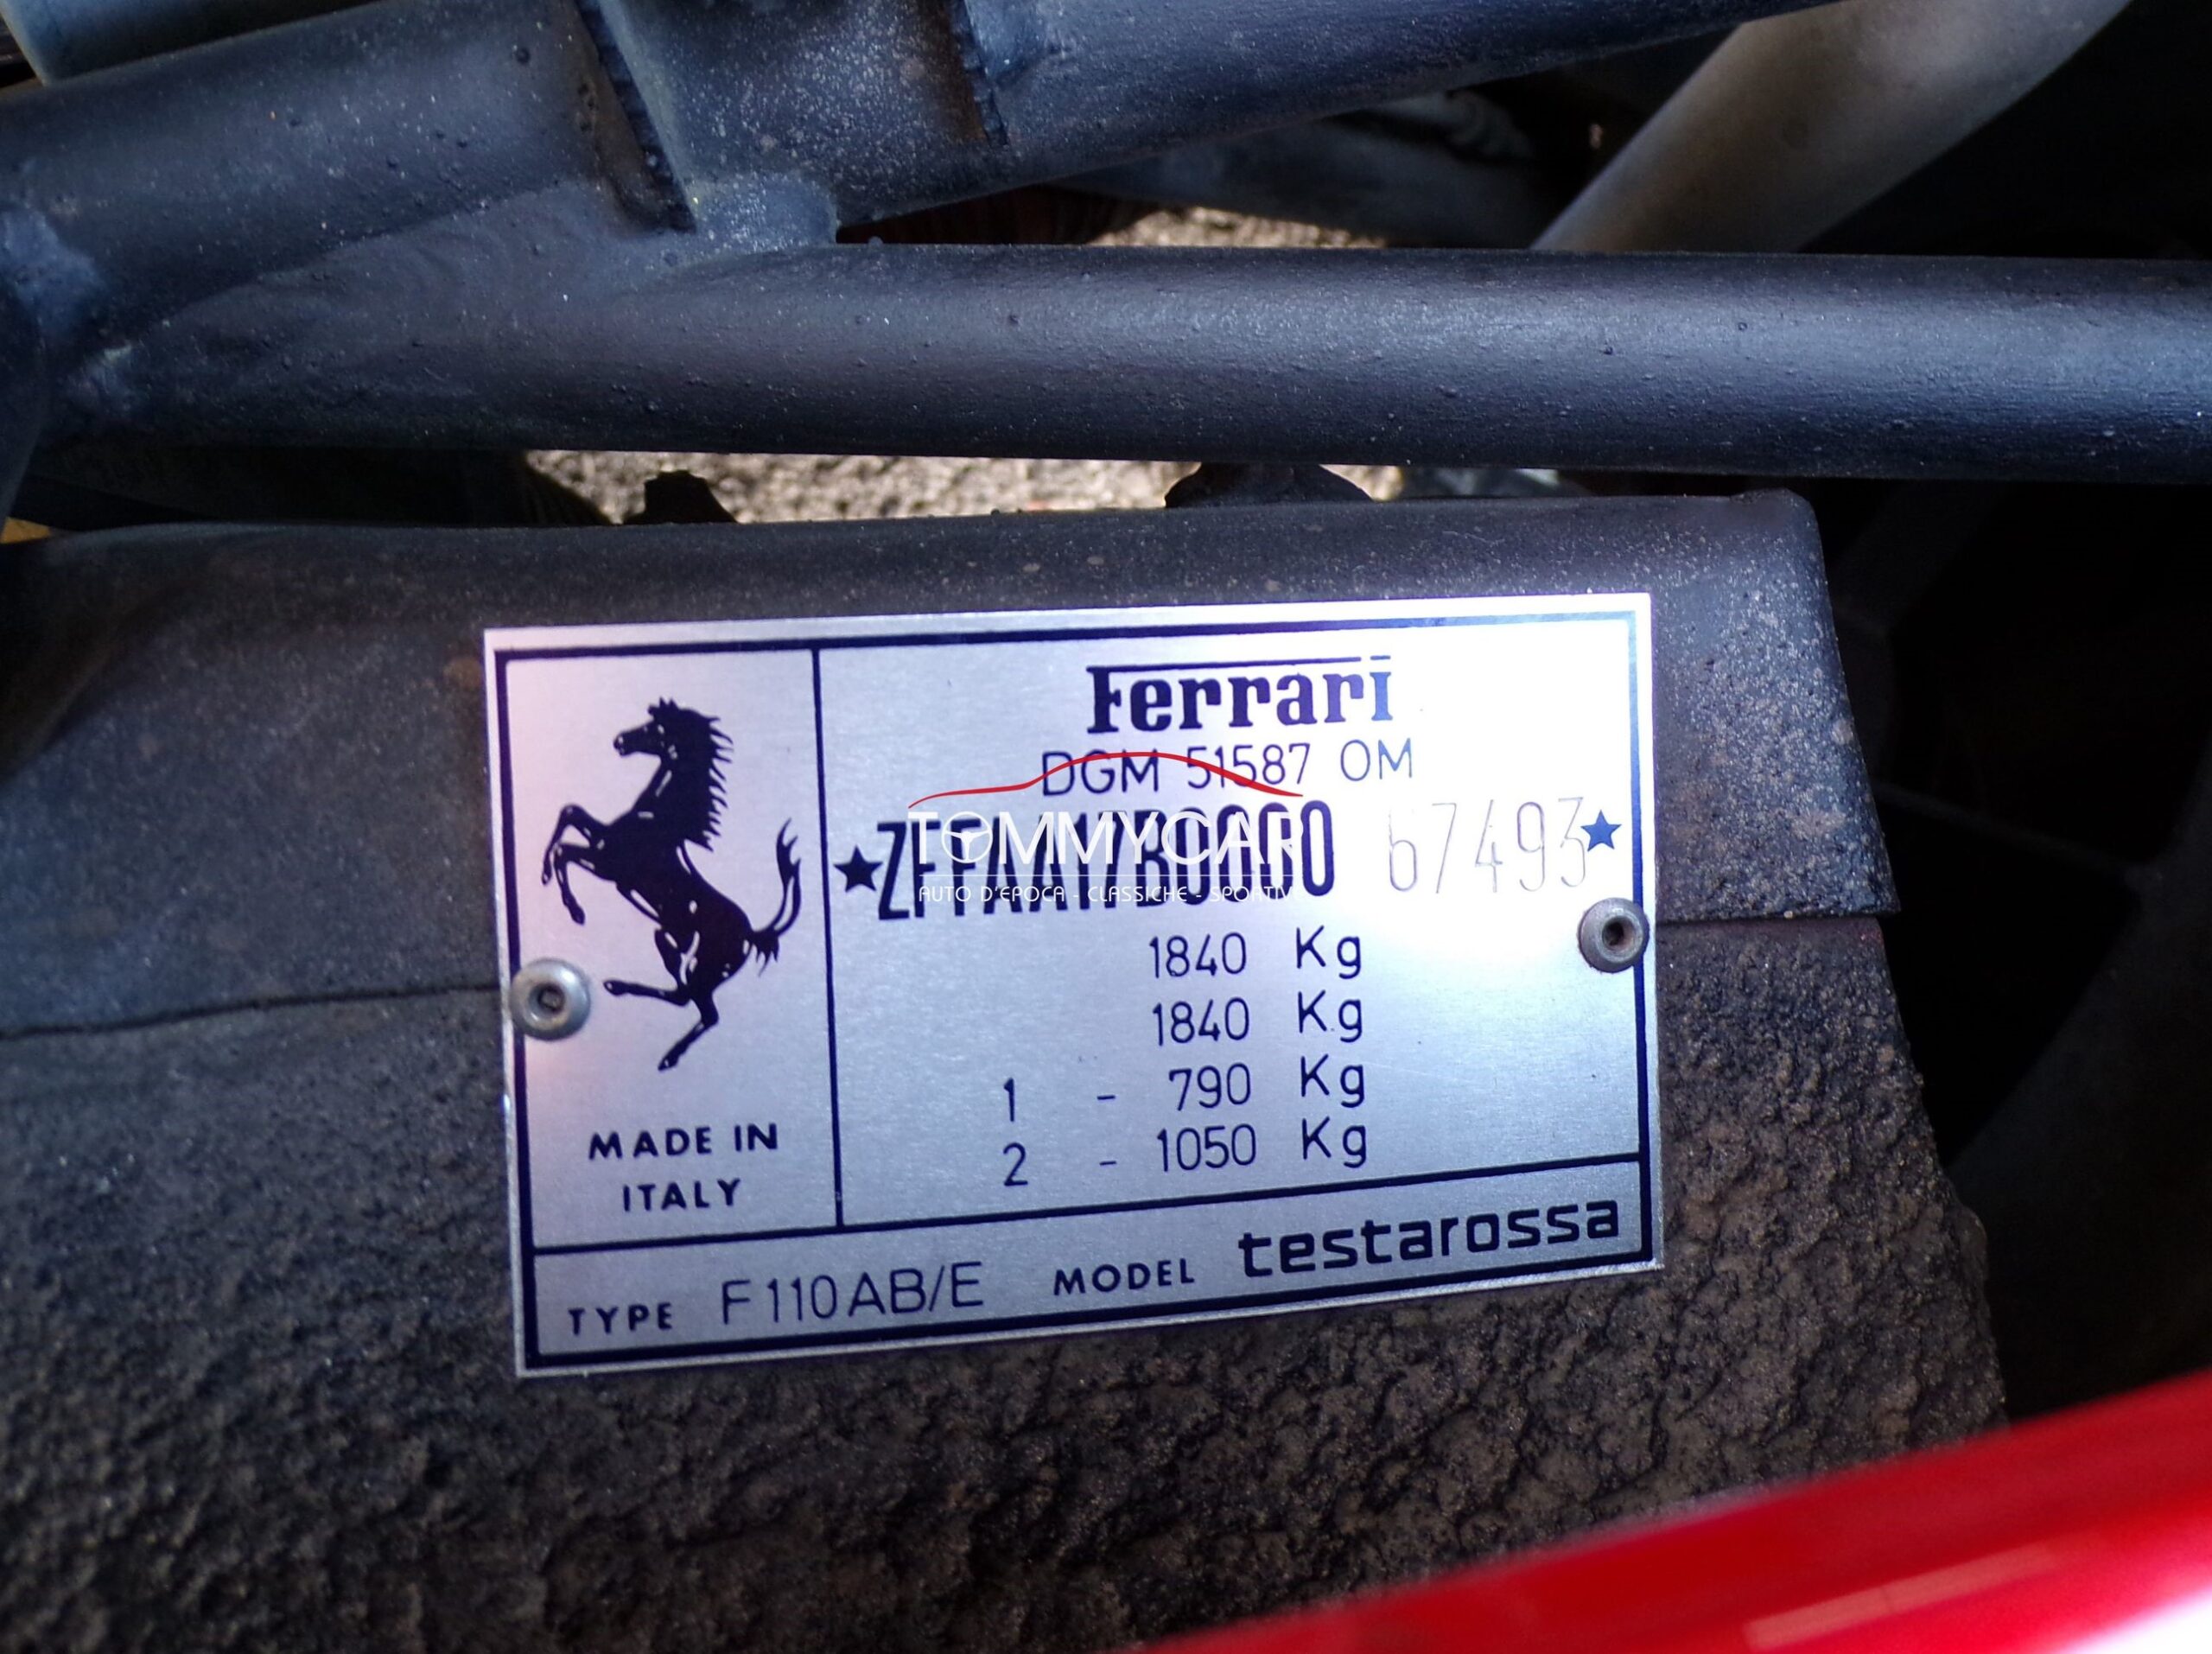 Ferrari
DGM 51587 OM
TOMMYCAR
★ZFFAA17B000067493★
AUTO D'EPOCA - CLASSICHE - SPORTIVE
1840 Kg
1840 Kg
1 - 790 Kg
2 - 1050 Kg
MADE IN
ITALY
TYPE F110AB/E MODEL testarossa